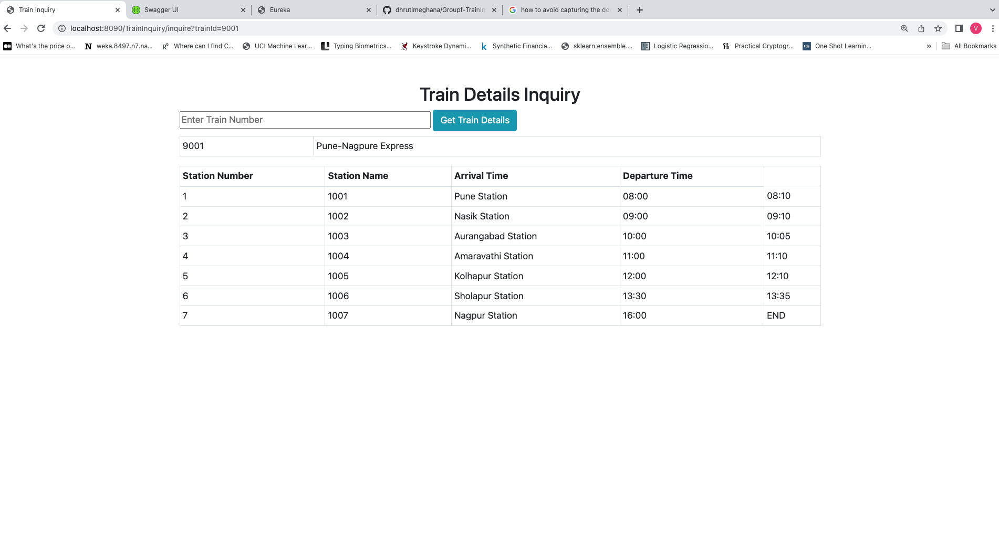 Train Inquiry Swagger UI Eureka dhrutimeghana/Groupf-TrainIn how to avoid capturing the do
localhost:8090/TrainInquiry/inquire?trainId=9001 V
What's the price o... N weka.8497.n7.na... R⁶ Where can I find C... UCI Machine Lear... Typing Biometrics... Keystroke Dynami... k Synthetic Financia... sklearn.ensemble.... Logistic Regressio... Practical Cryptogr... tds One Shot Learnin... » All Bookmarks
Train Details Inquiry
Enter Train Number Get Train Details
9001 Pune-Nagpure Express
Station Number Station Name Arrival Time Departure Time
1 1001 Pune Station 08:00 08:10
2 1002 Nasik Station 09:00 09:10
3 1003 Aurangabad Station 10:00 10:05
4 1004 Amaravathi Station 11:00 11:10
5 1005 Kolhapur Station 12:00 12:10
6 1006 Sholapur Station 13:30 13:35
7 1007 Nagpur Station 16:00 END